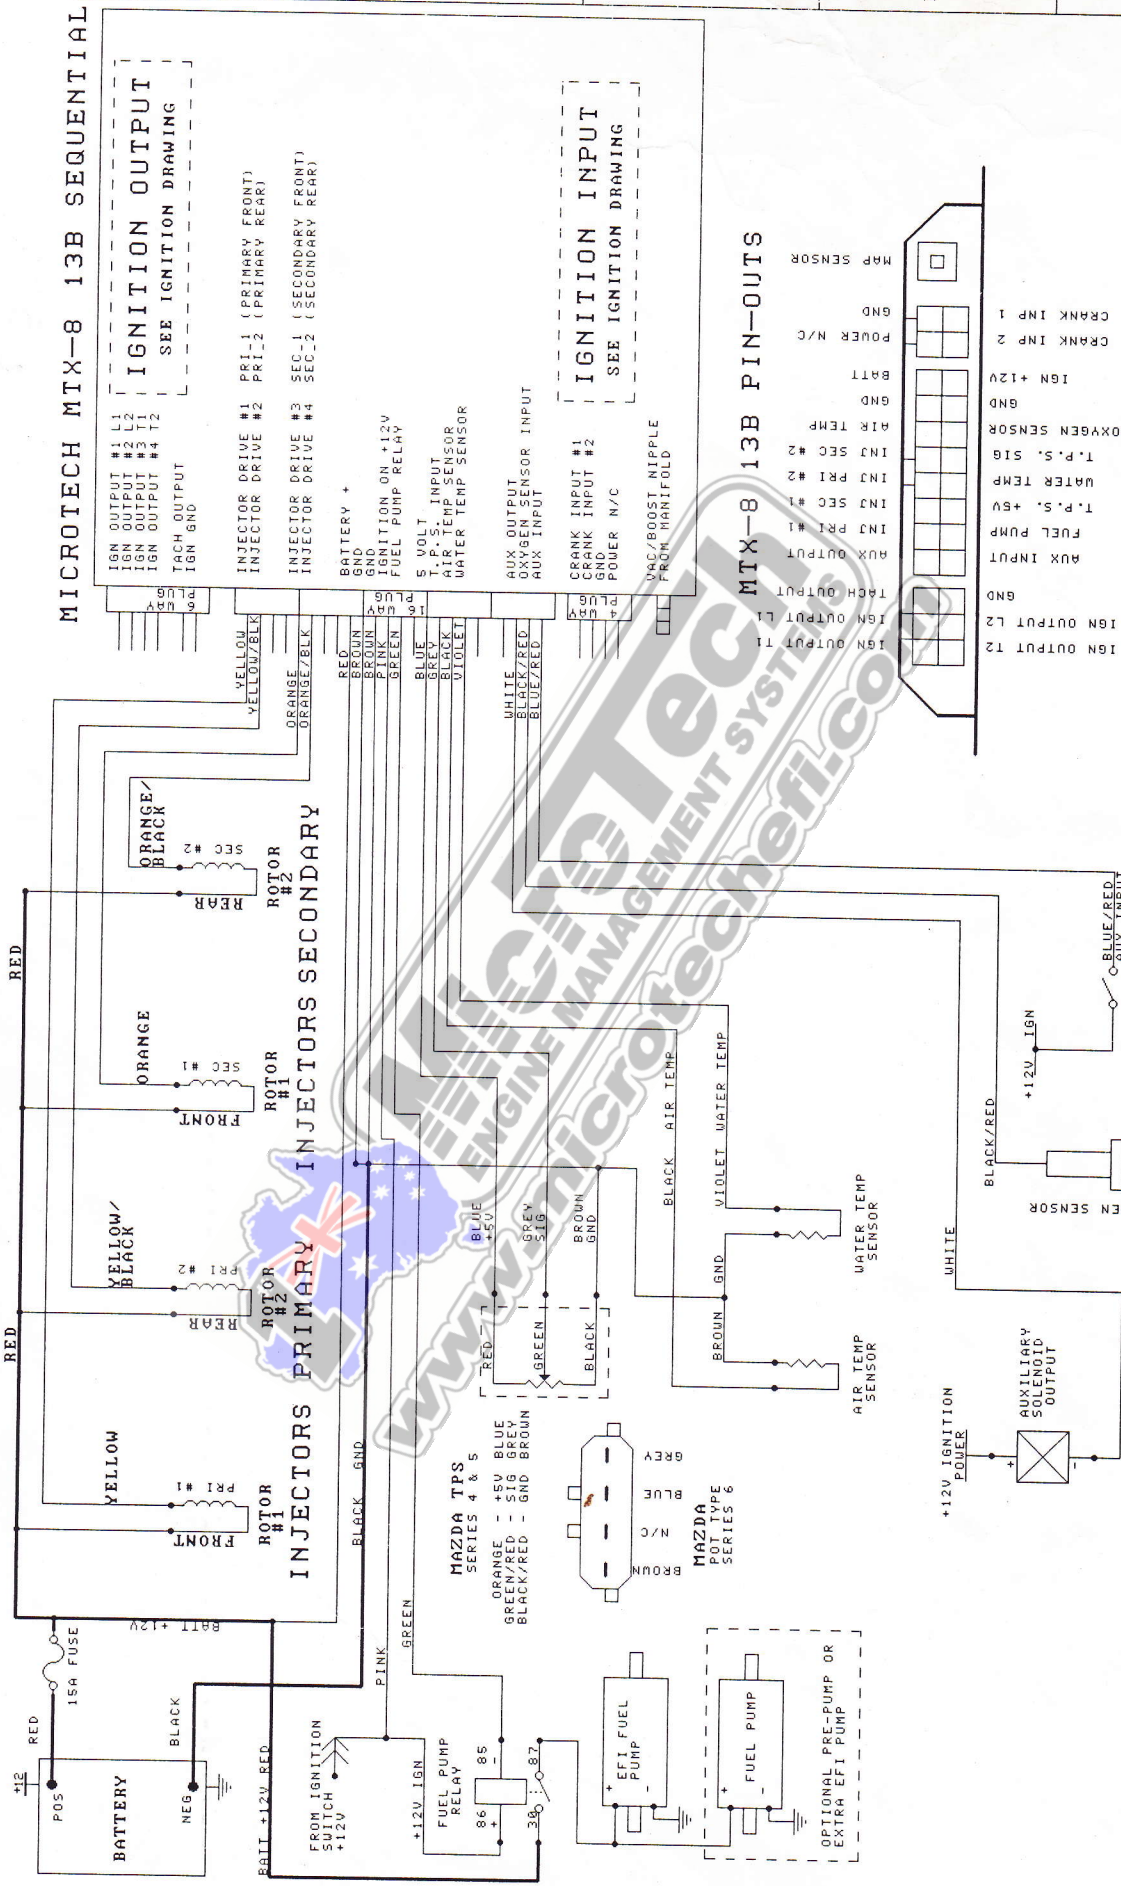 MICROTECH MTX-8 13B SEQUENTIAL
IGNITION OUTPUT
SEE IGNITION DRAWING
IGN OUTPUT #1 L1
IGN OUTPUT #2 L2
IGN OUTPUT #3 T1
IGN OUTPUT #4 T2
TACH OUTPUT
IGN GND
6 WAY
PLUG
INJECTOR DRIVE #1 PRI-1 (PRIMARY FRONT)
INJECTOR DRIVE #2 PRI-2 (PRIMARY REAR)
INJECTOR DRIVE #3 SEC-1 (SECONDARY FRONT)
INJECTOR DRIVE #4 SEC-2 (SECONDARY REAR)
BATTERY +
GND
GND
IGNITION ON +12V
FUEL PUMP RELAY
5 VOLT
T.P.S. INPUT
AIR TEMP SENSOR
WATER TEMP SENSOR
AUX OUTPUT
OXYGEN SENSOR INPUT
AUX INPUT
16 WAY
PLUG
IGNITION INPUT
SEE IGNITION DRAWING
CRANK INPUT #1
CRANK INPUT #2
GND
POWER N/C
4 WAY
PLUG
VAC/BOOST NIPPLE
FROM MANIFOLD
YELLOW
YELLOW/BLK
ORANGE
ORANGE/BLK
RED
BROWN
BROWN
PINK
GREEN
BLUE
GREY
BLACK
VIOLET
WHITE
BLACK/RED
BLUE/RED
MTX-8 13B PIN-OUTS
MAP SENSOR
GND
POWER N/C
BATT
GND
AIR TEMP
INJ SEC #2
INJ PRI #2
INJ SEC #1
INJ PRI #1
AUX OUTPUT
TACH OUTPUT
IGN OUTPUT L1
IGN OUTPUT T1
CRANK INP 1
CRANK INP 2
IGN +12V
GND
OXYGEN SENSOR
T.P.S. SIG
WATER TEMP
T.P.S. +5V
FUEL PUMP
AUX INPUT
GND
IGN OUTPUT L2
IGN OUTPUT T2
RED
RED
ORANGE/
BLACK
SEC #2
REAR
ROTOR
#2
ORANGE
SEC #1
FRONT
ROTOR
#1
INJECTORS SECONDARY
YELLOW/
BLACK
PRI #2
REAR
ROTOR
#2
YELLOW
PRI #1
FRONT
ROTOR
#1
INJECTORS PRIMARY
BLACK GND
BATT +12V
15A FUSE
RED
+12
POS
BATTERY
NEG
BLACK
BATT +12V RED
FROM IGNITION
SWITCH
+12V
PINK
GREEN
+12V IGN
FUEL PUMP
RELAY
86
+
85
-
30
87
+
EFI FUEL
PUMP
-
+
FUEL PUMP
-
OPTIONAL PRE-PUMP OR
EXTRA EFI PUMP
BLUE
+5V
GREY
SIG
BROWN
GND
RED
GREEN
BLACK
MAZDA TPS
SERIES 4 & 5
ORANGE - +5V BLUE
GREEN/RED - SIG GREY
BLACK/RED - GND BROWN
GREY
BLUE
N/C
BROWN
MAZDA
POT TYPE
SERIES 6
BLACK AIR TEMP
VIOLET WATER TEMP
BROWN GND
WATER TEMP
SENSOR
AIR TEMP
SENSOR
WHITE
BLACK/RED
EN SENSOR
+12V IGN
BLUE/RED
AUX INPUT
+12V IGNITION
POWER
+
-
AUXILIARY
SOLENOID
OUTPUT
MicroTech
ENGINE MANAGEMENT SYSTEMS
www.microtechefi.com